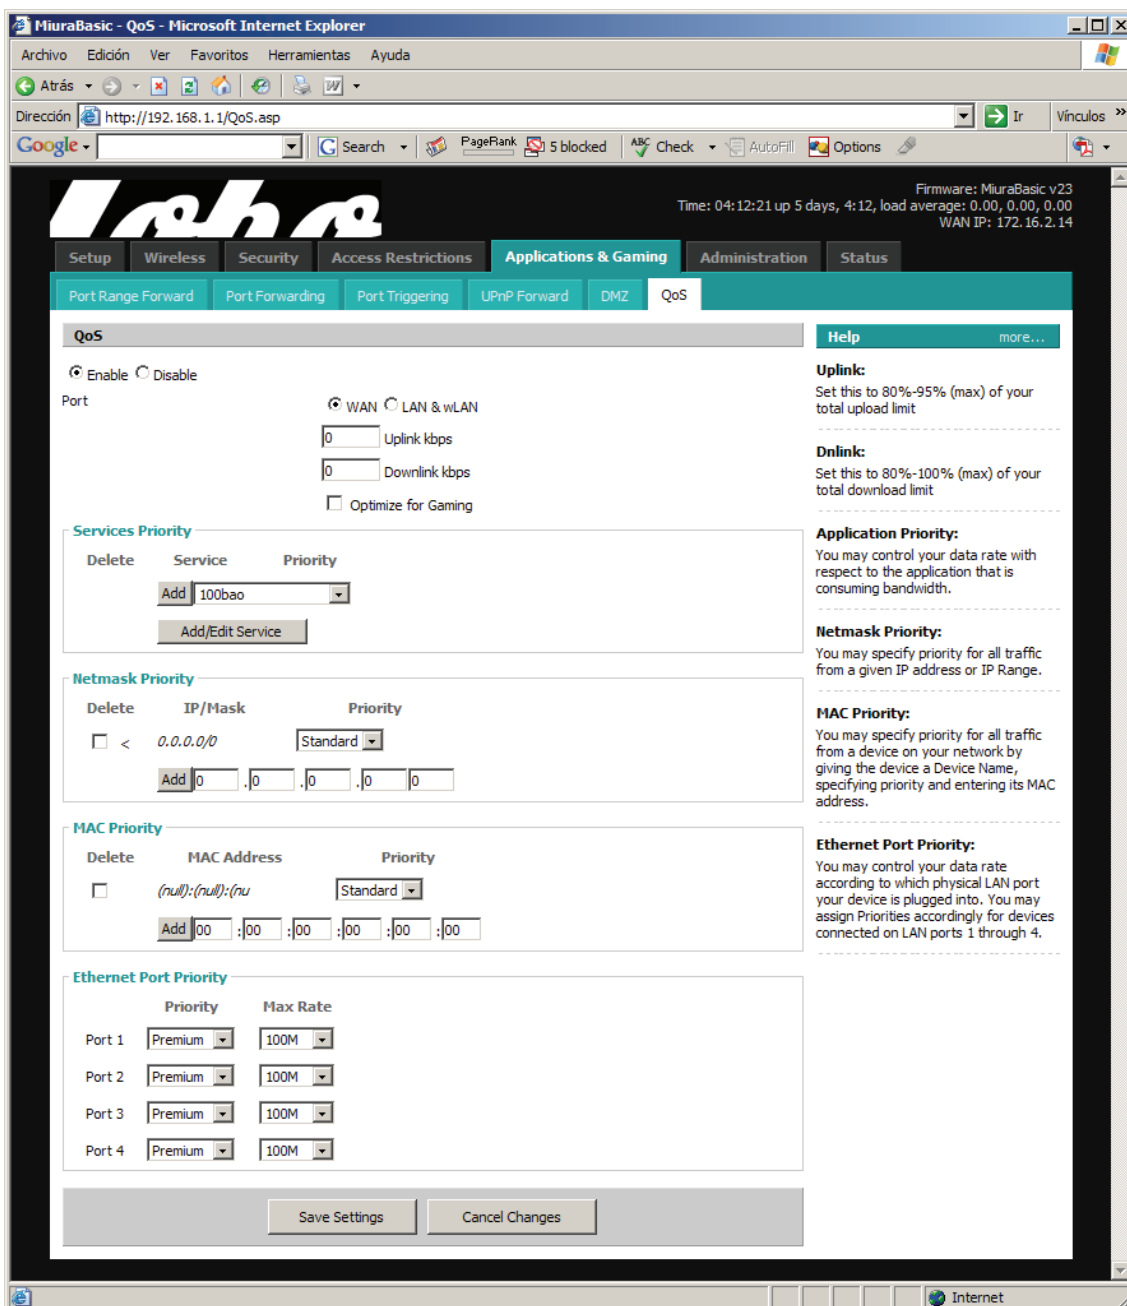 MiuraBasic - QoS - Microsoft Internet Explorer
Archivo Edición Ver Favoritos Herramientas Ayuda
Atrás
Dirección http://192.168.1.1/QoS.asp Ir Vínculos »
Google Search PageRank 5 blocked ABC Check AutoFill Options
Firmware: MiuraBasic v23
Time: 04:12:21 up 5 days, 4:12, load average: 0.00, 0.00, 0.00
WAN IP: 172.16.2.14
Setup Wireless Security Access Restrictions Applications & Gaming Administration Status
Port Range Forward Port Forwarding Port Triggering UPnP Forward DMZ QoS
QoS
Enable Disable
Port WAN LAN & wLAN
0 Uplink kbps
0 Downlink kbps
Optimize for Gaming
Services Priority
Delete Service Priority
Add 100bao
Add/Edit Service
Netmask Priority
Delete IP/Mask Priority
< 0.0.0.0/0 Standard
Add 0 .0 .0 .0 0
MAC Priority
Delete MAC Address Priority
(null):(null):(nu Standard
Add 00 :00 :00 :00 :00 :00
Ethernet Port Priority
Priority Max Rate
Port 1 Premium 100M
Port 2 Premium 100M
Port 3 Premium 100M
Port 4 Premium 100M
Save Settings Cancel Changes
Help more...
Uplink:
Set this to 80%-95% (max) of your
total upload limit
Dnlink:
Set this to 80%-100% (max) of your
total download limit
Application Priority:
You may control your data rate with
respect to the application that is
consuming bandwidth.
Netmask Priority:
You may specify priority for all traffic
from a given IP address or IP Range.
MAC Priority:
You may specify priority for all traffic
from a device on your network by
giving the device a Device Name,
specifying priority and entering its MAC
address.
Ethernet Port Priority:
You may control your data rate
according to which physical LAN port
your device is plugged into. You may
assign Priorities accordingly for devices
connected on LAN ports 1 through 4.
Internet